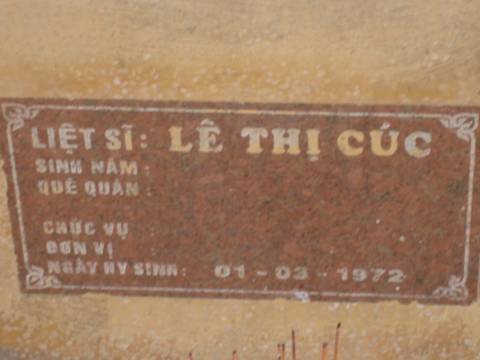 LIỆT SĨ: LÊ THỊ CÚC
SINH NĂM:
QUÊ QUÁN:
CHỨC VỤ
ĐƠN VỊ
NGÀY HY SINH: 01-03-1972